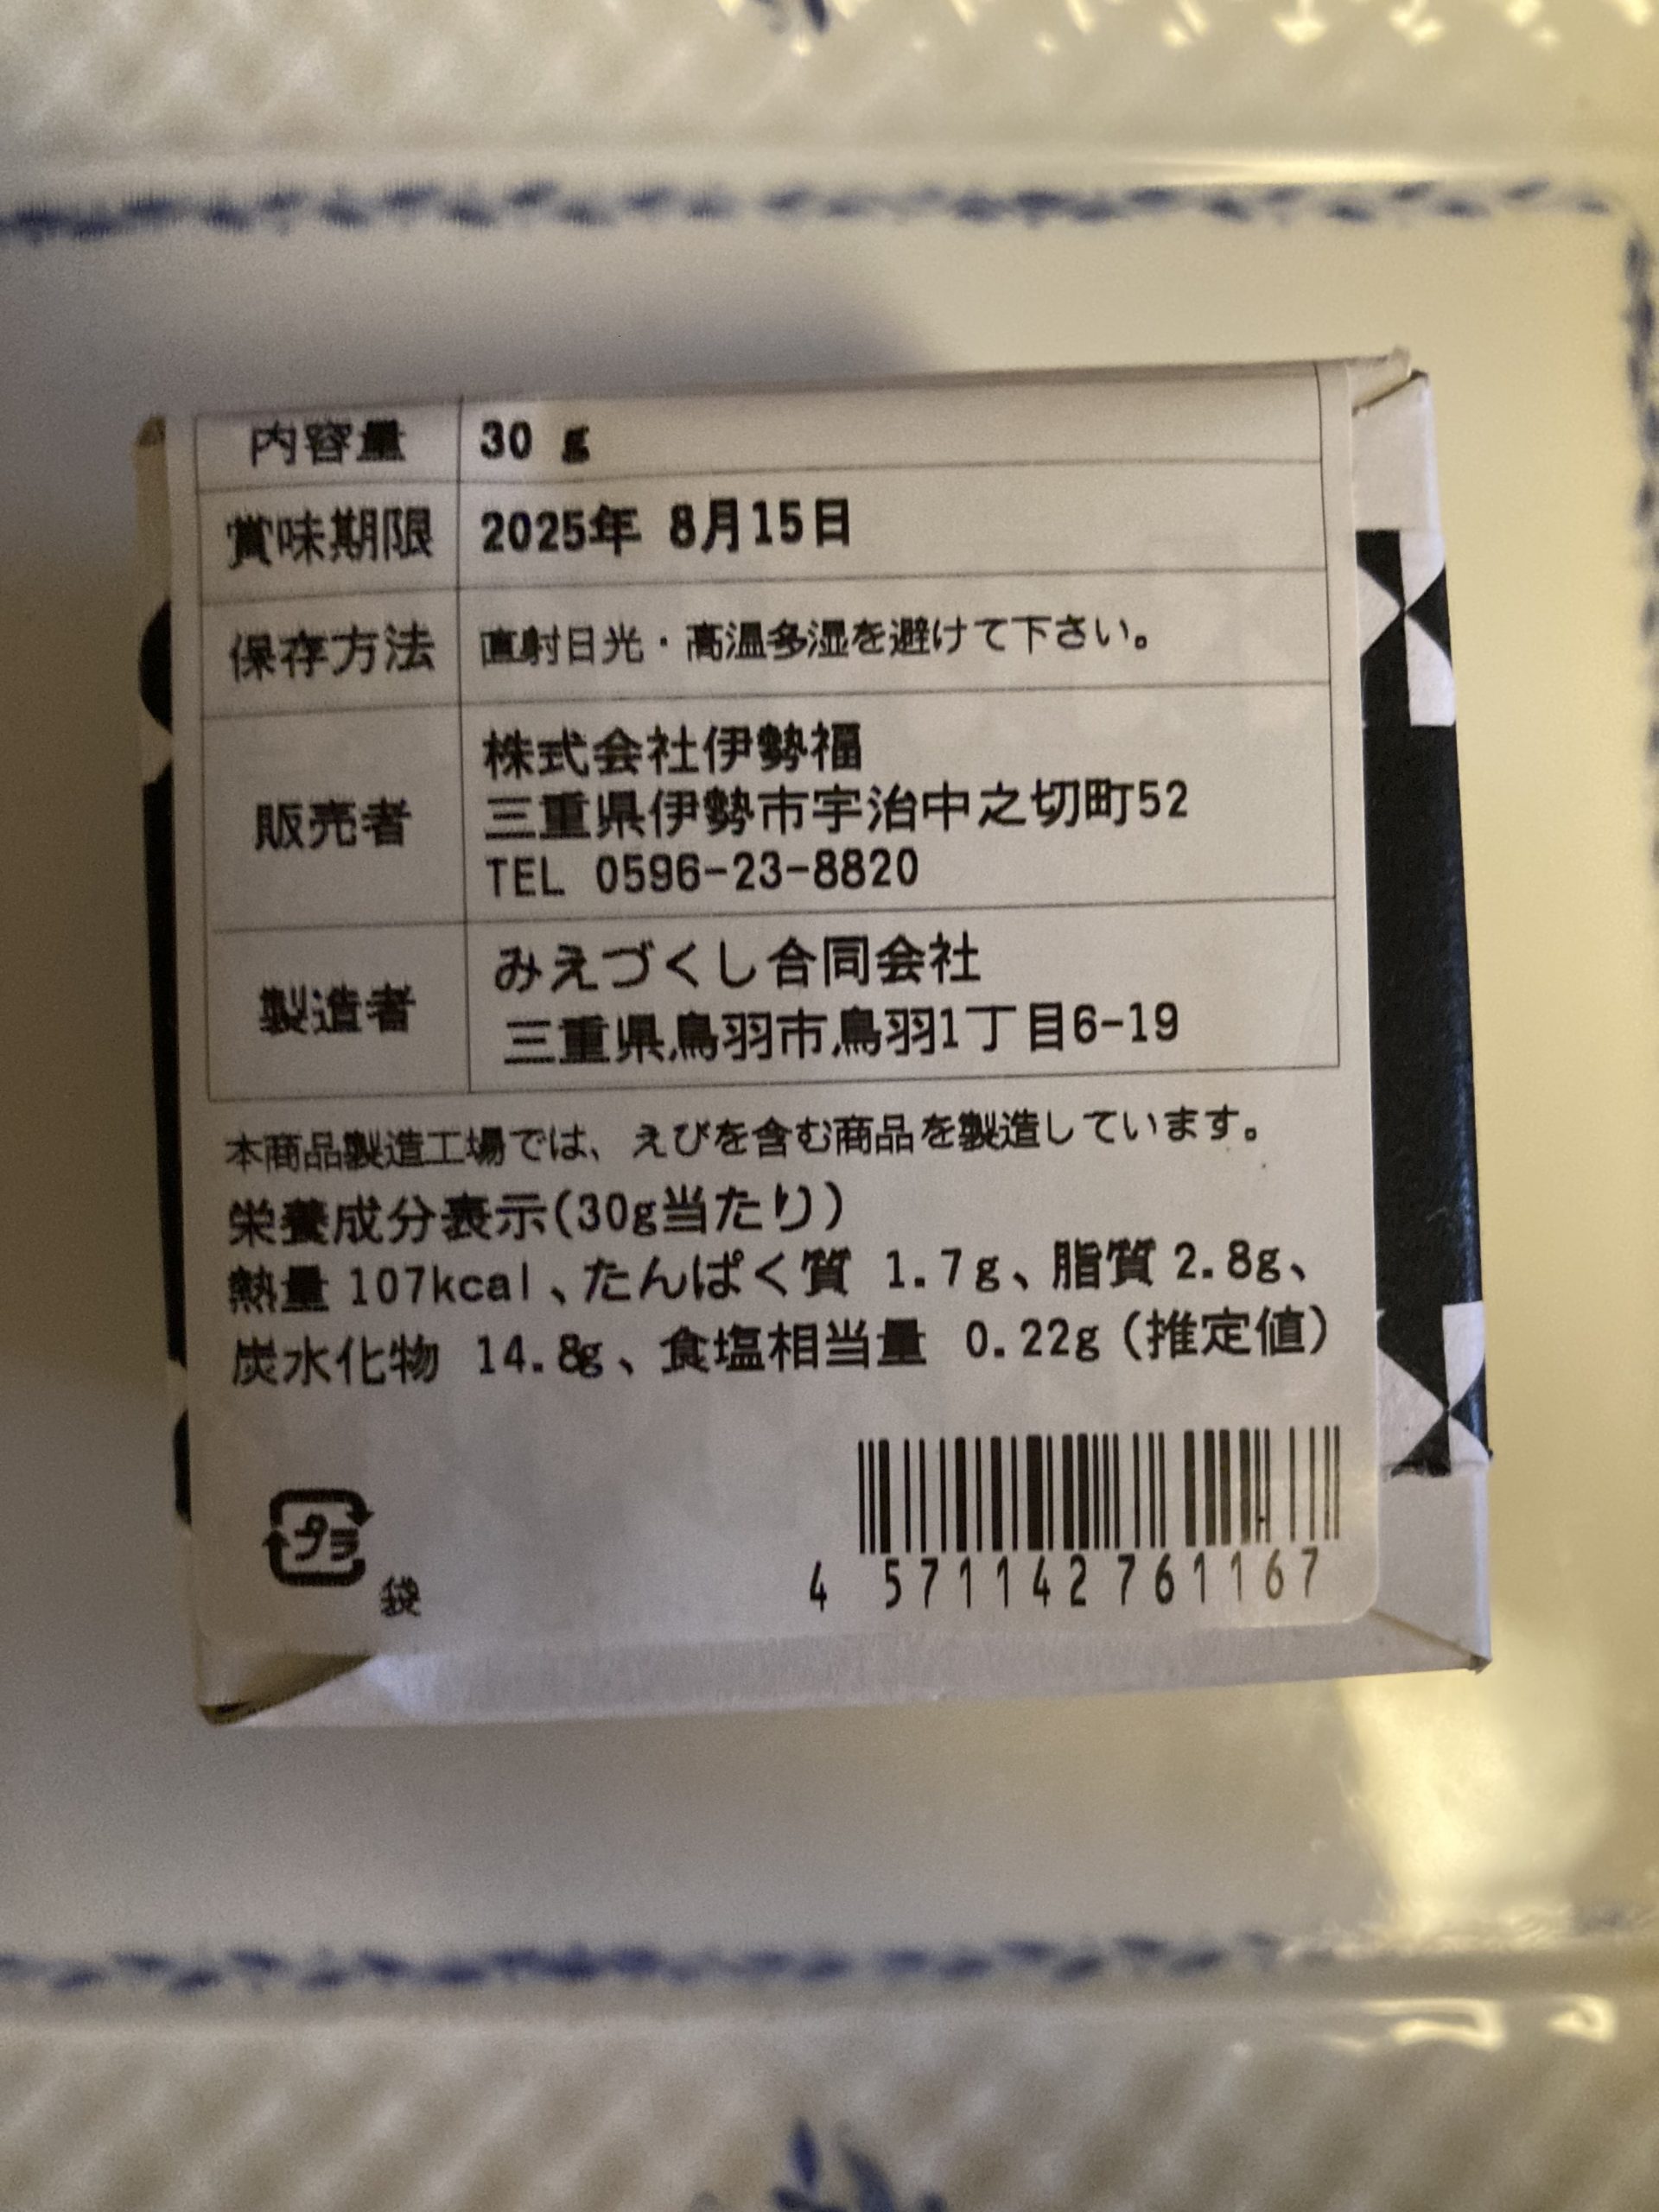 内容量 30 g
賞味期限 2025年 8月15日
保存方法 直射日光・高温多湿を避けて下さい。
販売者 株式会社伊勢福
三重県伊勢市宇治中之切町52
TEL 0596-23-8820
製造者 みえづくし合同会社
三重県鳥羽市鳥羽1丁目6-19
本商品製造工場では、えびを含む商品を製造しています。
栄養成分表示(30g当たり)
熱量 107kcal、たんぱく質 1.7g、脂質 2.8g、
炭水化物 14.8g、食塩相当量 0.22g(推定値)
プラ
袋
4 571142 761167